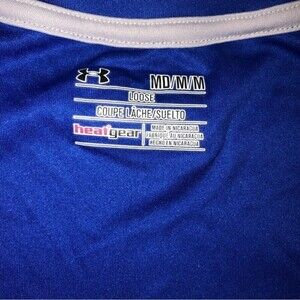 MD/M/M
LOOSE
COUPE LÂCHE/SUELTO
heatgear
MADE IN NICARAGUA
FABRIQUÉ AU NICARAGUA
HECHO EN NICARAGUA